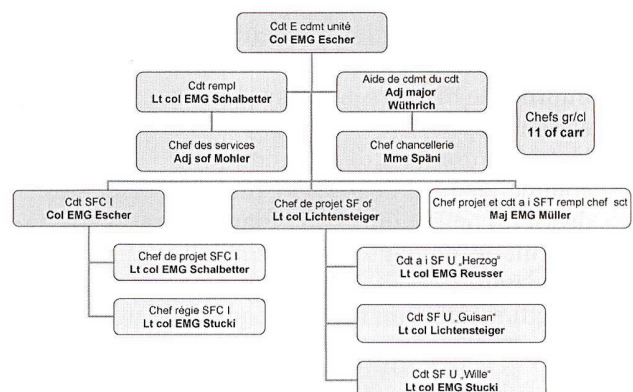 Cdt E cdmt unité
Col EMG Escher
Cdt rempl
Lt col EMG Schalbetter
Aide de cdmt du cdt
Adj major
Wüthrich
Chefs gr/cl
11 of carr
Chef des services
Adj sof Mohler
Chef chancellerie
Mme Späni
Cdt SFC I
Col EMG Escher
Chef de projet SF of
Lt col Lichtensteiger
Chef projet et cdt a i SFT rempl chef sct
Maj EMG Müller
Chef de projet SFC I
Lt col EMG Schalbetter
Chef régie SFC I
Lt col EMG Stucki
Cdt a i SF U „Herzog“
Lt col EMG Reusser
Cdt SF U „Guisan“
Lt col Lichtensteiger
Cdt SF U „Wille“
Lt col EMG Stucki